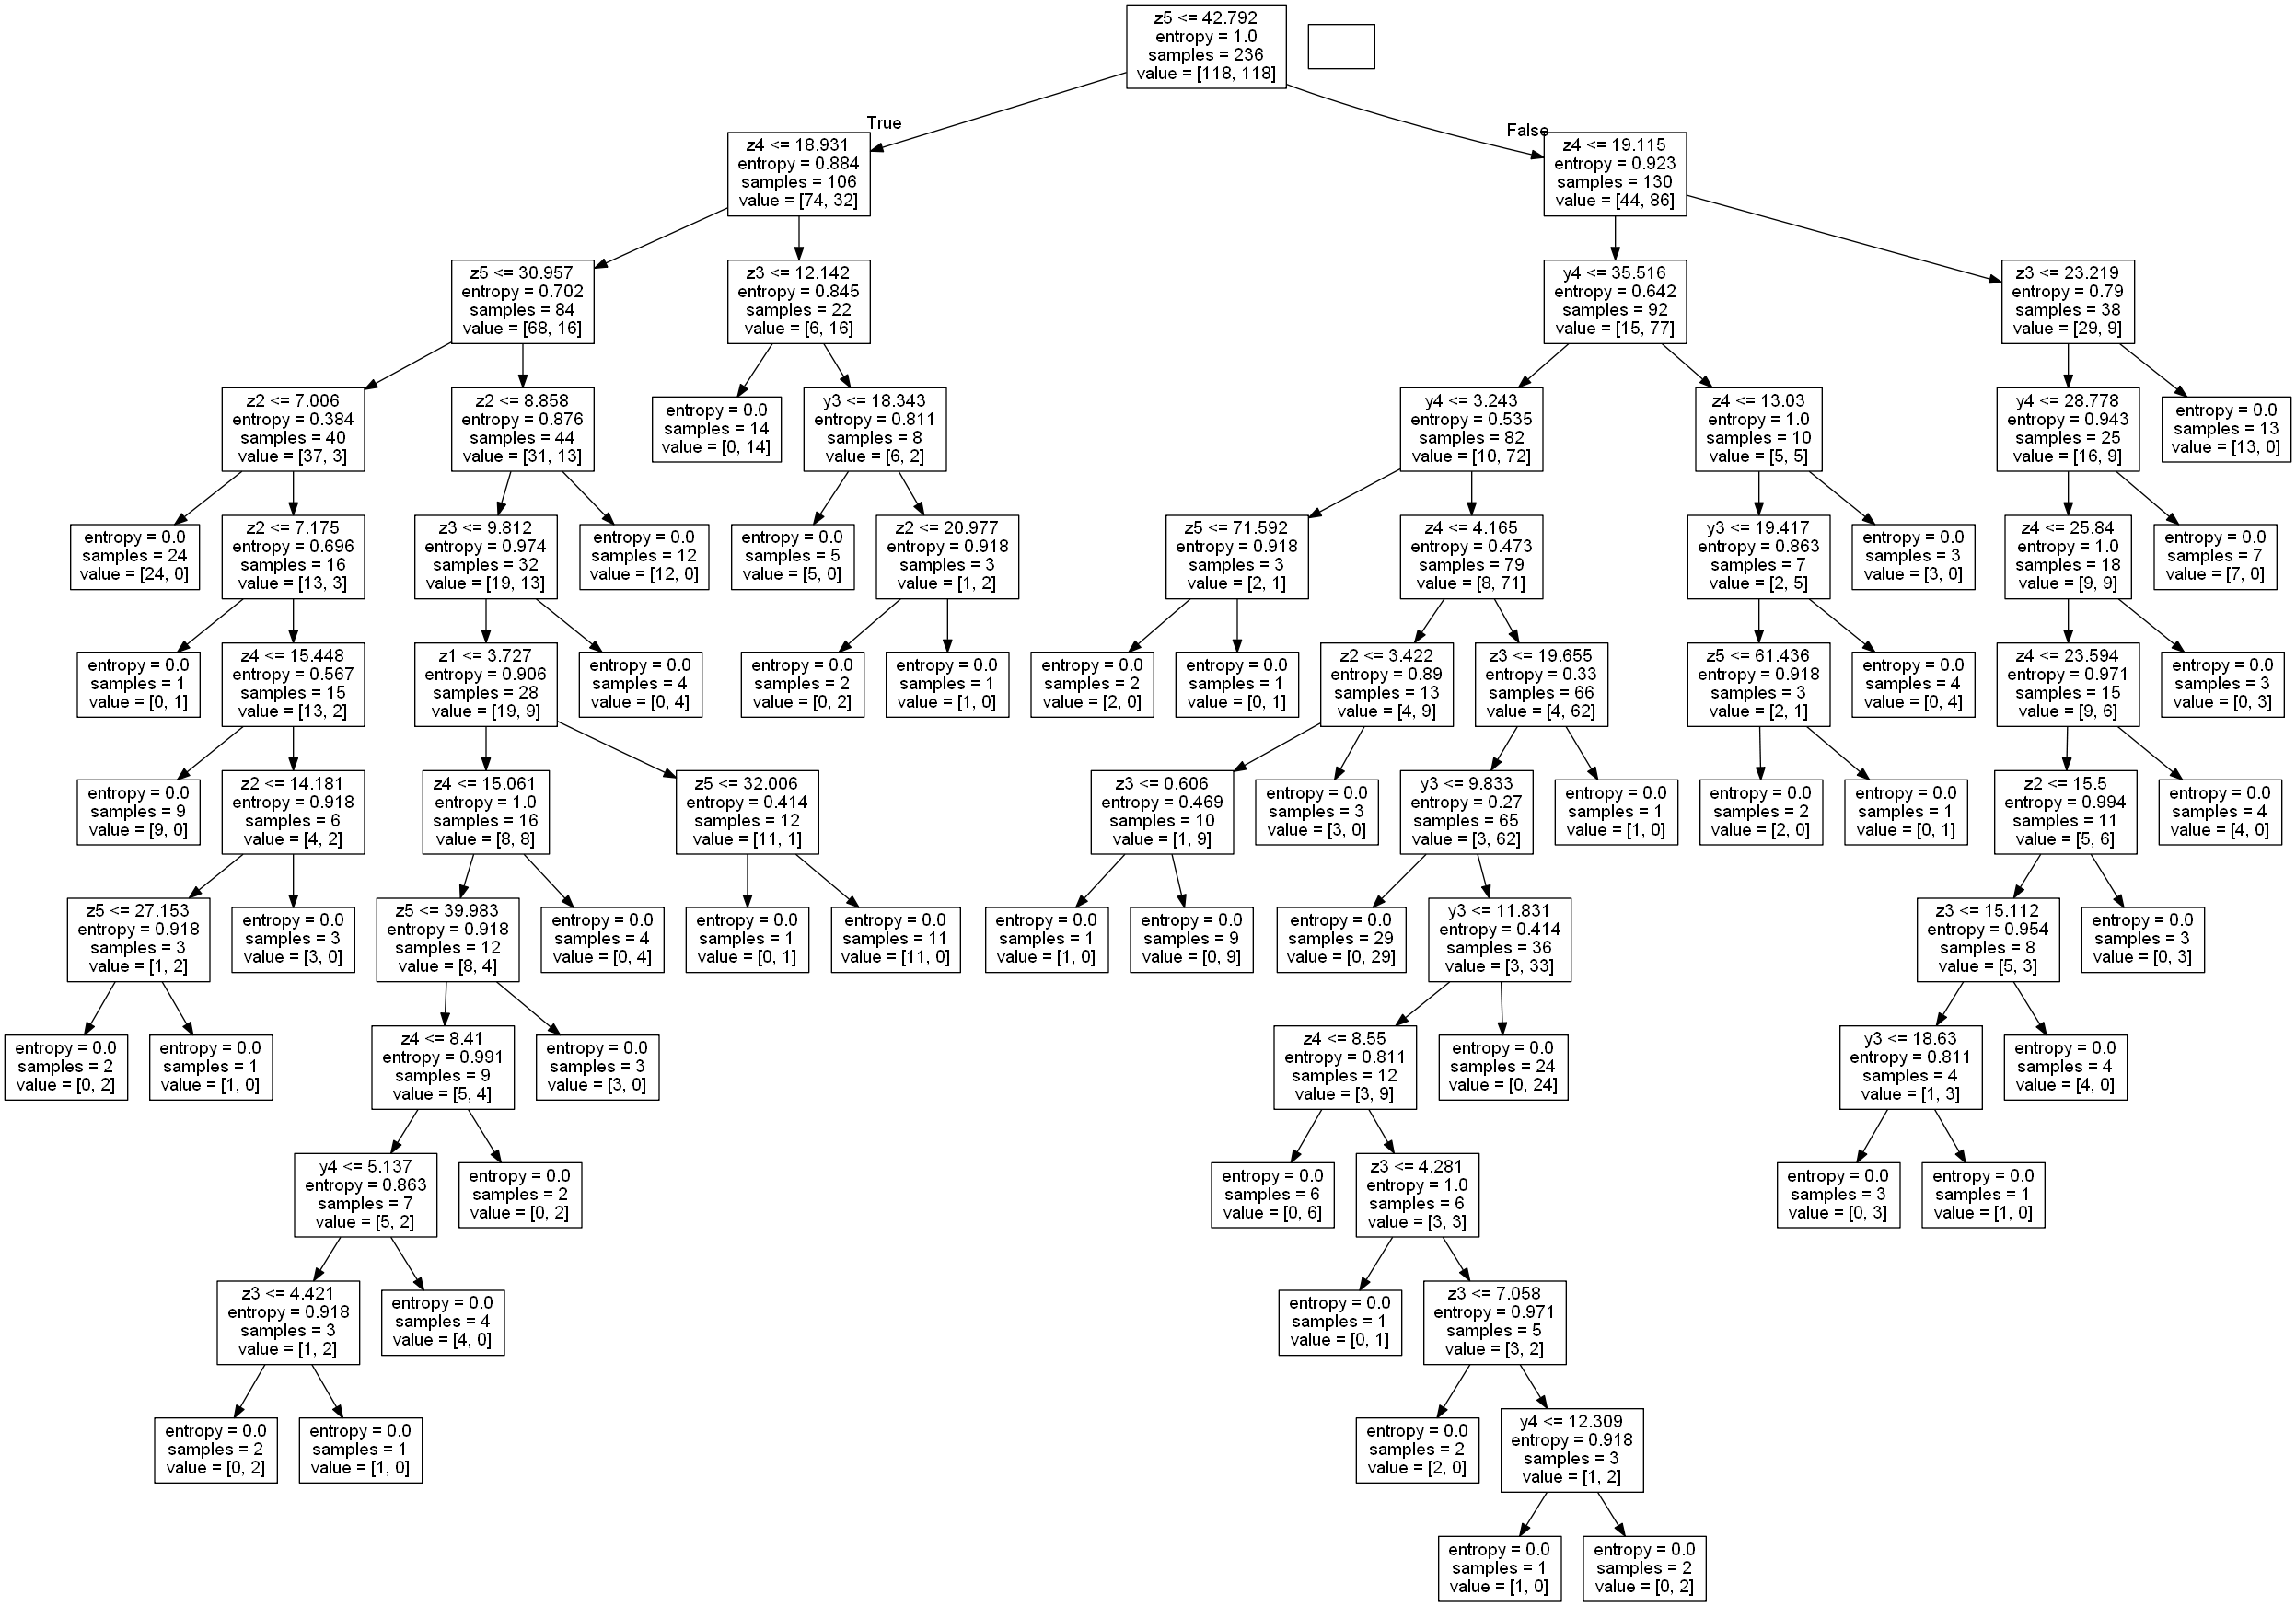 z5 <= 42.792
entropy = 1.0
samples = 236
value = [118, 118]
True
False
z4 <= 18.931
entropy = 0.884
samples = 106
value = [74, 32]
z4 <= 19.115
entropy = 0.923
samples = 130
value = [44, 86]
z5 <= 30.957
entropy = 0.702
samples = 84
value = [68, 16]
z3 <= 12.142
entropy = 0.845
samples = 22
value = [6, 16]
y4 <= 35.516
entropy = 0.642
samples = 92
value = [15, 77]
z3 <= 23.219
entropy = 0.79
samples = 38
value = [29, 9]
z2 <= 7.006
entropy = 0.384
samples = 40
value = [37, 3]
z2 <= 8.858
entropy = 0.876
samples = 44
value = [31, 13]
entropy = 0.0
samples = 14
value = [0, 14]
y3 <= 18.343
entropy = 0.811
samples = 8
value = [6, 2]
y4 <= 3.243
entropy = 0.535
samples = 82
value = [10, 72]
z4 <= 13.03
entropy = 1.0
samples = 10
value = [5, 5]
y4 <= 28.778
entropy = 0.943
samples = 25
value = [16, 9]
entropy = 0.0
samples = 13
value = [13, 0]
entropy = 0.0
samples = 24
value = [24, 0]
z2 <= 7.175
entropy = 0.696
samples = 16
value = [13, 3]
z3 <= 9.812
entropy = 0.974
samples = 32
value = [19, 13]
entropy = 0.0
samples = 12
value = [12, 0]
entropy = 0.0
samples = 5
value = [5, 0]
z2 <= 20.977
entropy = 0.918
samples = 3
value = [1, 2]
z5 <= 71.592
entropy = 0.918
samples = 3
value = [2, 1]
z4 <= 4.165
entropy = 0.473
samples = 79
value = [8, 71]
y3 <= 19.417
entropy = 0.863
samples = 7
value = [2, 5]
entropy = 0.0
samples = 3
value = [3, 0]
z4 <= 25.84
entropy = 1.0
samples = 18
value = [9, 9]
entropy = 0.0
samples = 7
value = [7, 0]
entropy = 0.0
samples = 1
value = [0, 1]
z4 <= 15.448
entropy = 0.567
samples = 15
value = [13, 2]
z1 <= 3.727
entropy = 0.906
samples = 28
value = [19, 9]
entropy = 0.0
samples = 4
value = [0, 4]
entropy = 0.0
samples = 2
value = [0, 2]
entropy = 0.0
samples = 1
value = [1, 0]
entropy = 0.0
samples = 2
value = [2, 0]
entropy = 0.0
samples = 1
value = [0, 1]
z2 <= 3.422
entropy = 0.89
samples = 13
value = [4, 9]
z3 <= 19.655
entropy = 0.33
samples = 66
value = [4, 62]
z5 <= 61.436
entropy = 0.918
samples = 3
value = [2, 1]
entropy = 0.0
samples = 4
value = [0, 4]
z4 <= 23.594
entropy = 0.971
samples = 15
value = [9, 6]
entropy = 0.0
samples = 3
value = [0, 3]
entropy = 0.0
samples = 9
value = [9, 0]
z2 <= 14.181
entropy = 0.918
samples = 6
value = [4, 2]
z4 <= 15.061
entropy = 1.0
samples = 16
value = [8, 8]
z5 <= 32.006
entropy = 0.414
samples = 12
value = [11, 1]
z3 <= 0.606
entropy = 0.469
samples = 10
value = [1, 9]
entropy = 0.0
samples = 3
value = [3, 0]
y3 <= 9.833
entropy = 0.27
samples = 65
value = [3, 62]
entropy = 0.0
samples = 1
value = [1, 0]
entropy = 0.0
samples = 2
value = [2, 0]
entropy = 0.0
samples = 1
value = [0, 1]
z2 <= 15.5
entropy = 0.994
samples = 11
value = [5, 6]
entropy = 0.0
samples = 4
value = [4, 0]
z5 <= 27.153
entropy = 0.918
samples = 3
value = [1, 2]
entropy = 0.0
samples = 3
value = [3, 0]
z5 <= 39.983
entropy = 0.918
samples = 12
value = [8, 4]
entropy = 0.0
samples = 4
value = [0, 4]
entropy = 0.0
samples = 1
value = [0, 1]
entropy = 0.0
samples = 11
value = [11, 0]
entropy = 0.0
samples = 1
value = [1, 0]
entropy = 0.0
samples = 9
value = [0, 9]
entropy = 0.0
samples = 29
value = [0, 29]
y3 <= 11.831
entropy = 0.414
samples = 36
value = [3, 33]
z3 <= 15.112
entropy = 0.954
samples = 8
value = [5, 3]
entropy = 0.0
samples = 3
value = [0, 3]
entropy = 0.0
samples = 2
value = [0, 2]
entropy = 0.0
samples = 1
value = [1, 0]
z4 <= 8.41
entropy = 0.991
samples = 9
value = [5, 4]
entropy = 0.0
samples = 3
value = [3, 0]
z4 <= 8.55
entropy = 0.811
samples = 12
value = [3, 9]
entropy = 0.0
samples = 24
value = [0, 24]
y3 <= 18.63
entropy = 0.811
samples = 4
value = [1, 3]
entropy = 0.0
samples = 4
value = [4, 0]
y4 <= 5.137
entropy = 0.863
samples = 7
value = [5, 2]
entropy = 0.0
samples = 2
value = [0, 2]
entropy = 0.0
samples = 6
value = [0, 6]
z3 <= 4.281
entropy = 1.0
samples = 6
value = [3, 3]
entropy = 0.0
samples = 3
value = [0, 3]
entropy = 0.0
samples = 1
value = [1, 0]
z3 <= 4.421
entropy = 0.918
samples = 3
value = [1, 2]
entropy = 0.0
samples = 4
value = [4, 0]
entropy = 0.0
samples = 1
value = [0, 1]
z3 <= 7.058
entropy = 0.971
samples = 5
value = [3, 2]
entropy = 0.0
samples = 2
value = [0, 2]
entropy = 0.0
samples = 1
value = [1, 0]
entropy = 0.0
samples = 2
value = [2, 0]
y4 <= 12.309
entropy = 0.918
samples = 3
value = [1, 2]
entropy = 0.0
samples = 1
value = [1, 0]
entropy = 0.0
samples = 2
value = [0, 2]